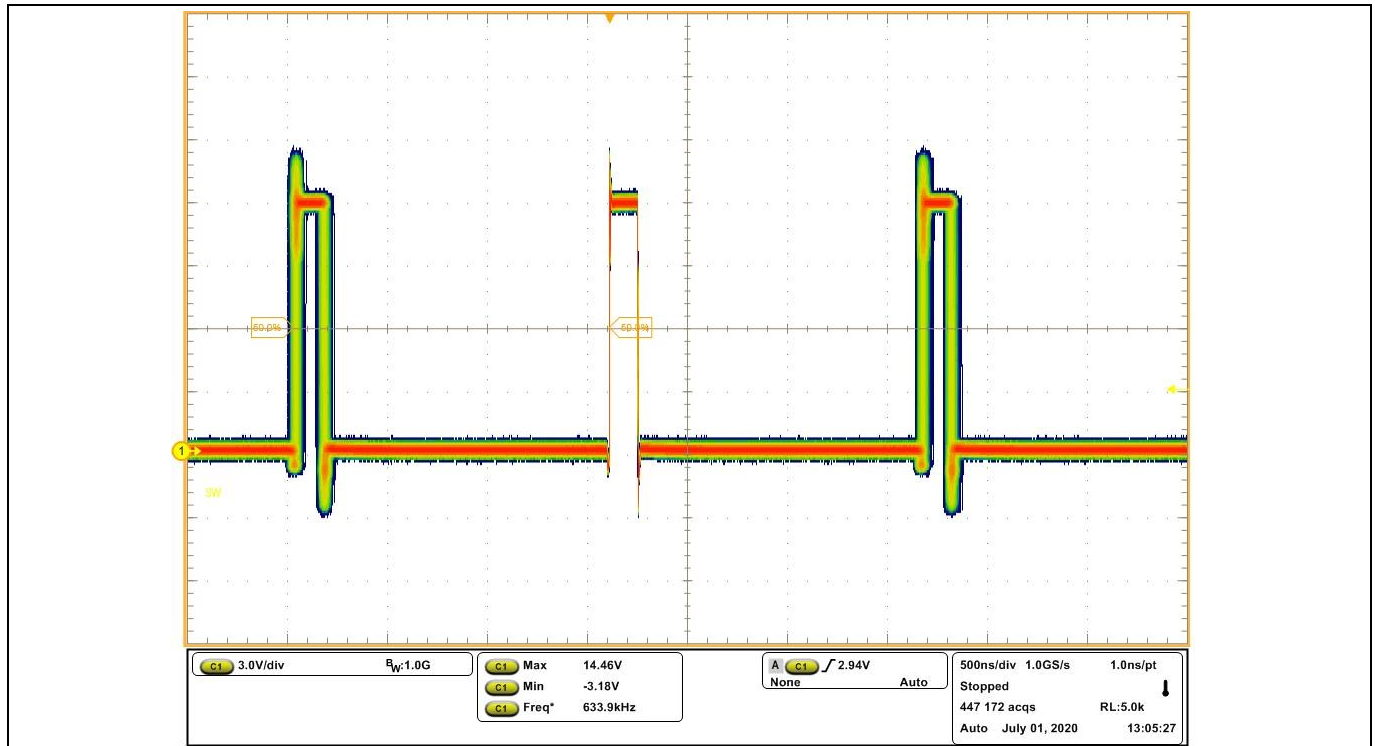 50.0%
50.0%
1
SW
C1 3.0V/div BW:1.0G
C1 Max 14.46V
C1 Min -3.18V
C1 Freq* 633.9kHz
A C1 2.94V
None Auto
500ns/div 1.0GS/s 1.0ns/pt
Stopped
447 172 acqs RL:5.0k
Auto July 01, 2020 13:05:27